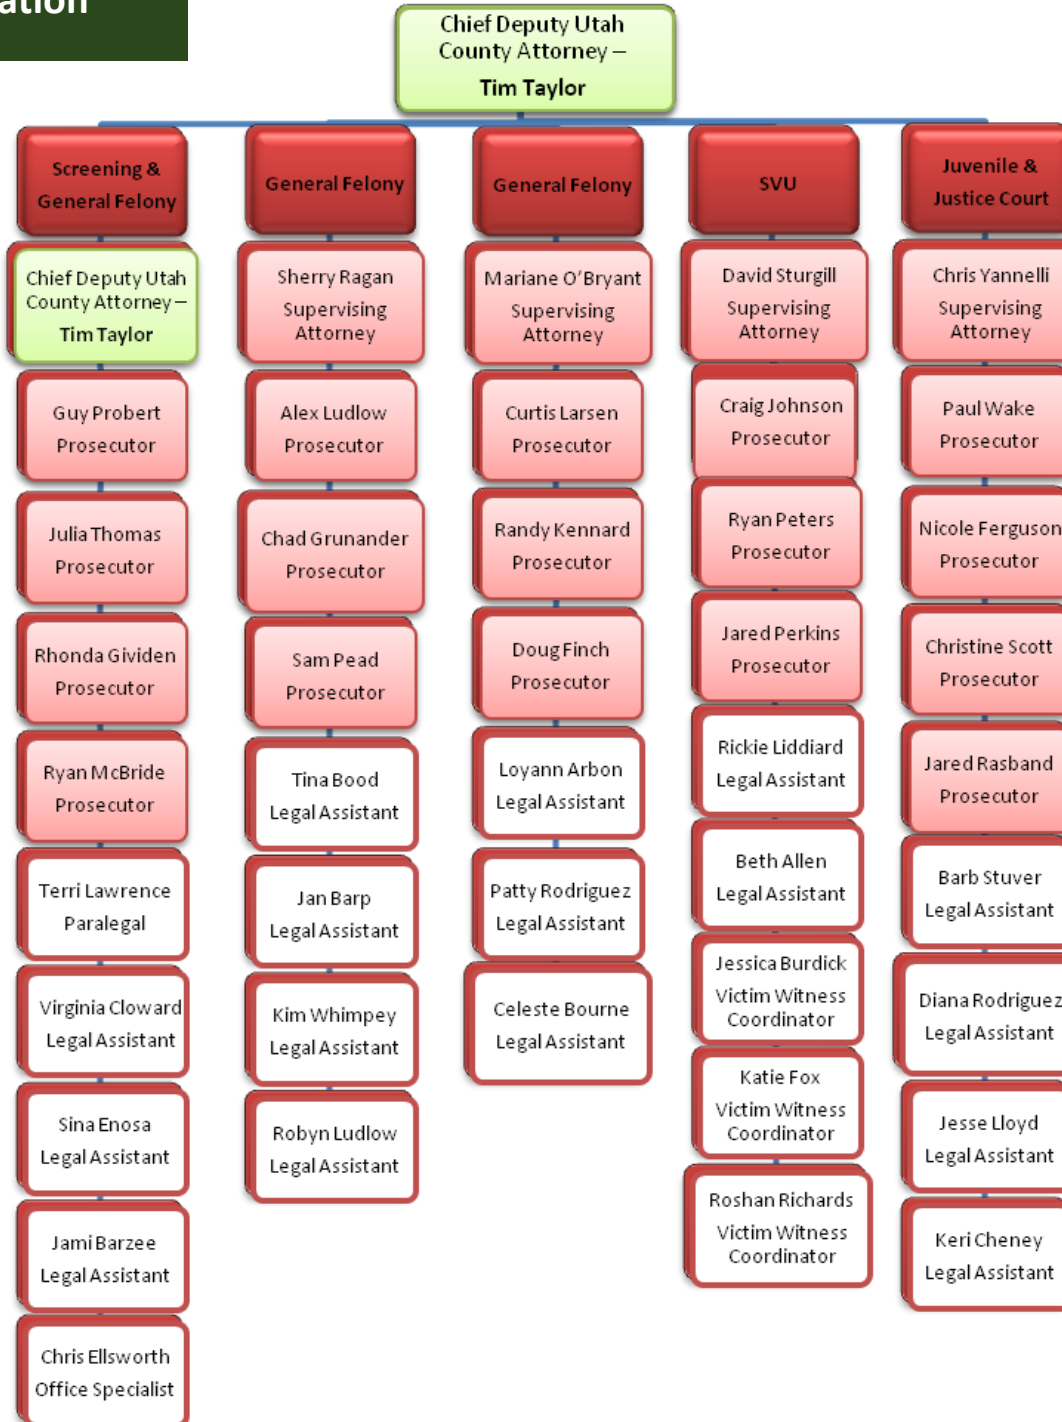 ation
Chief Deputy Utah
County Attorney –
Tim Taylor
Screening &
General Felony
Chief Deputy Utah
County Attorney –
Tim Taylor
Guy Probert
Prosecutor
Julia Thomas
Prosecutor
Rhonda Gividen
Prosecutor
Ryan McBride
Prosecutor
Terri Lawrence
Paralegal
Virginia Cloward
Legal Assistant
Sina Enosa
Legal Assistant
Jami Barzee
Legal Assistant
Chris Ellsworth
Office Specialist
General Felony
Sherry Ragan
Supervising
Attorney
Alex Ludlow
Prosecutor
Chad Grunander
Prosecutor
Sam Pead
Prosecutor
Tina Bood
Legal Assistant
Jan Barp
Legal Assistant
Kim Whimpey
Legal Assistant
Robyn Ludlow
Legal Assistant
General Felony
Mariane O’Bryant
Supervising
Attorney
Curtis Larsen
Prosecutor
Randy Kennard
Prosecutor
Doug Finch
Prosecutor
Loyann Arbon
Legal Assistant
Patty Rodriguez
Legal Assistant
Celeste Bourne
Legal Assistant
SVU
David Sturgill
Supervising
Attorney
Craig Johnson
Prosecutor
Ryan Peters
Prosecutor
Jared Perkins
Prosecutor
Rickie Liddiard
Legal Assistant
Beth Allen
Legal Assistant
Jessica Burdick
Victim Witness
Coordinator
Katie Fox
Victim Witness
Coordinator
Roshan Richards
Victim Witness
Coordinator
Juvenile &
Justice Court
Chris Yannelli
Supervising
Attorney
Paul Wake
Prosecutor
Nicole Ferguson
Prosecutor
Christine Scott
Prosecutor
Jared Rasband
Prosecutor
Barb Stuver
Legal Assistant
Diana Rodriguez
Legal Assistant
Jesse Lloyd
Legal Assistant
Keri Cheney
Legal Assistant